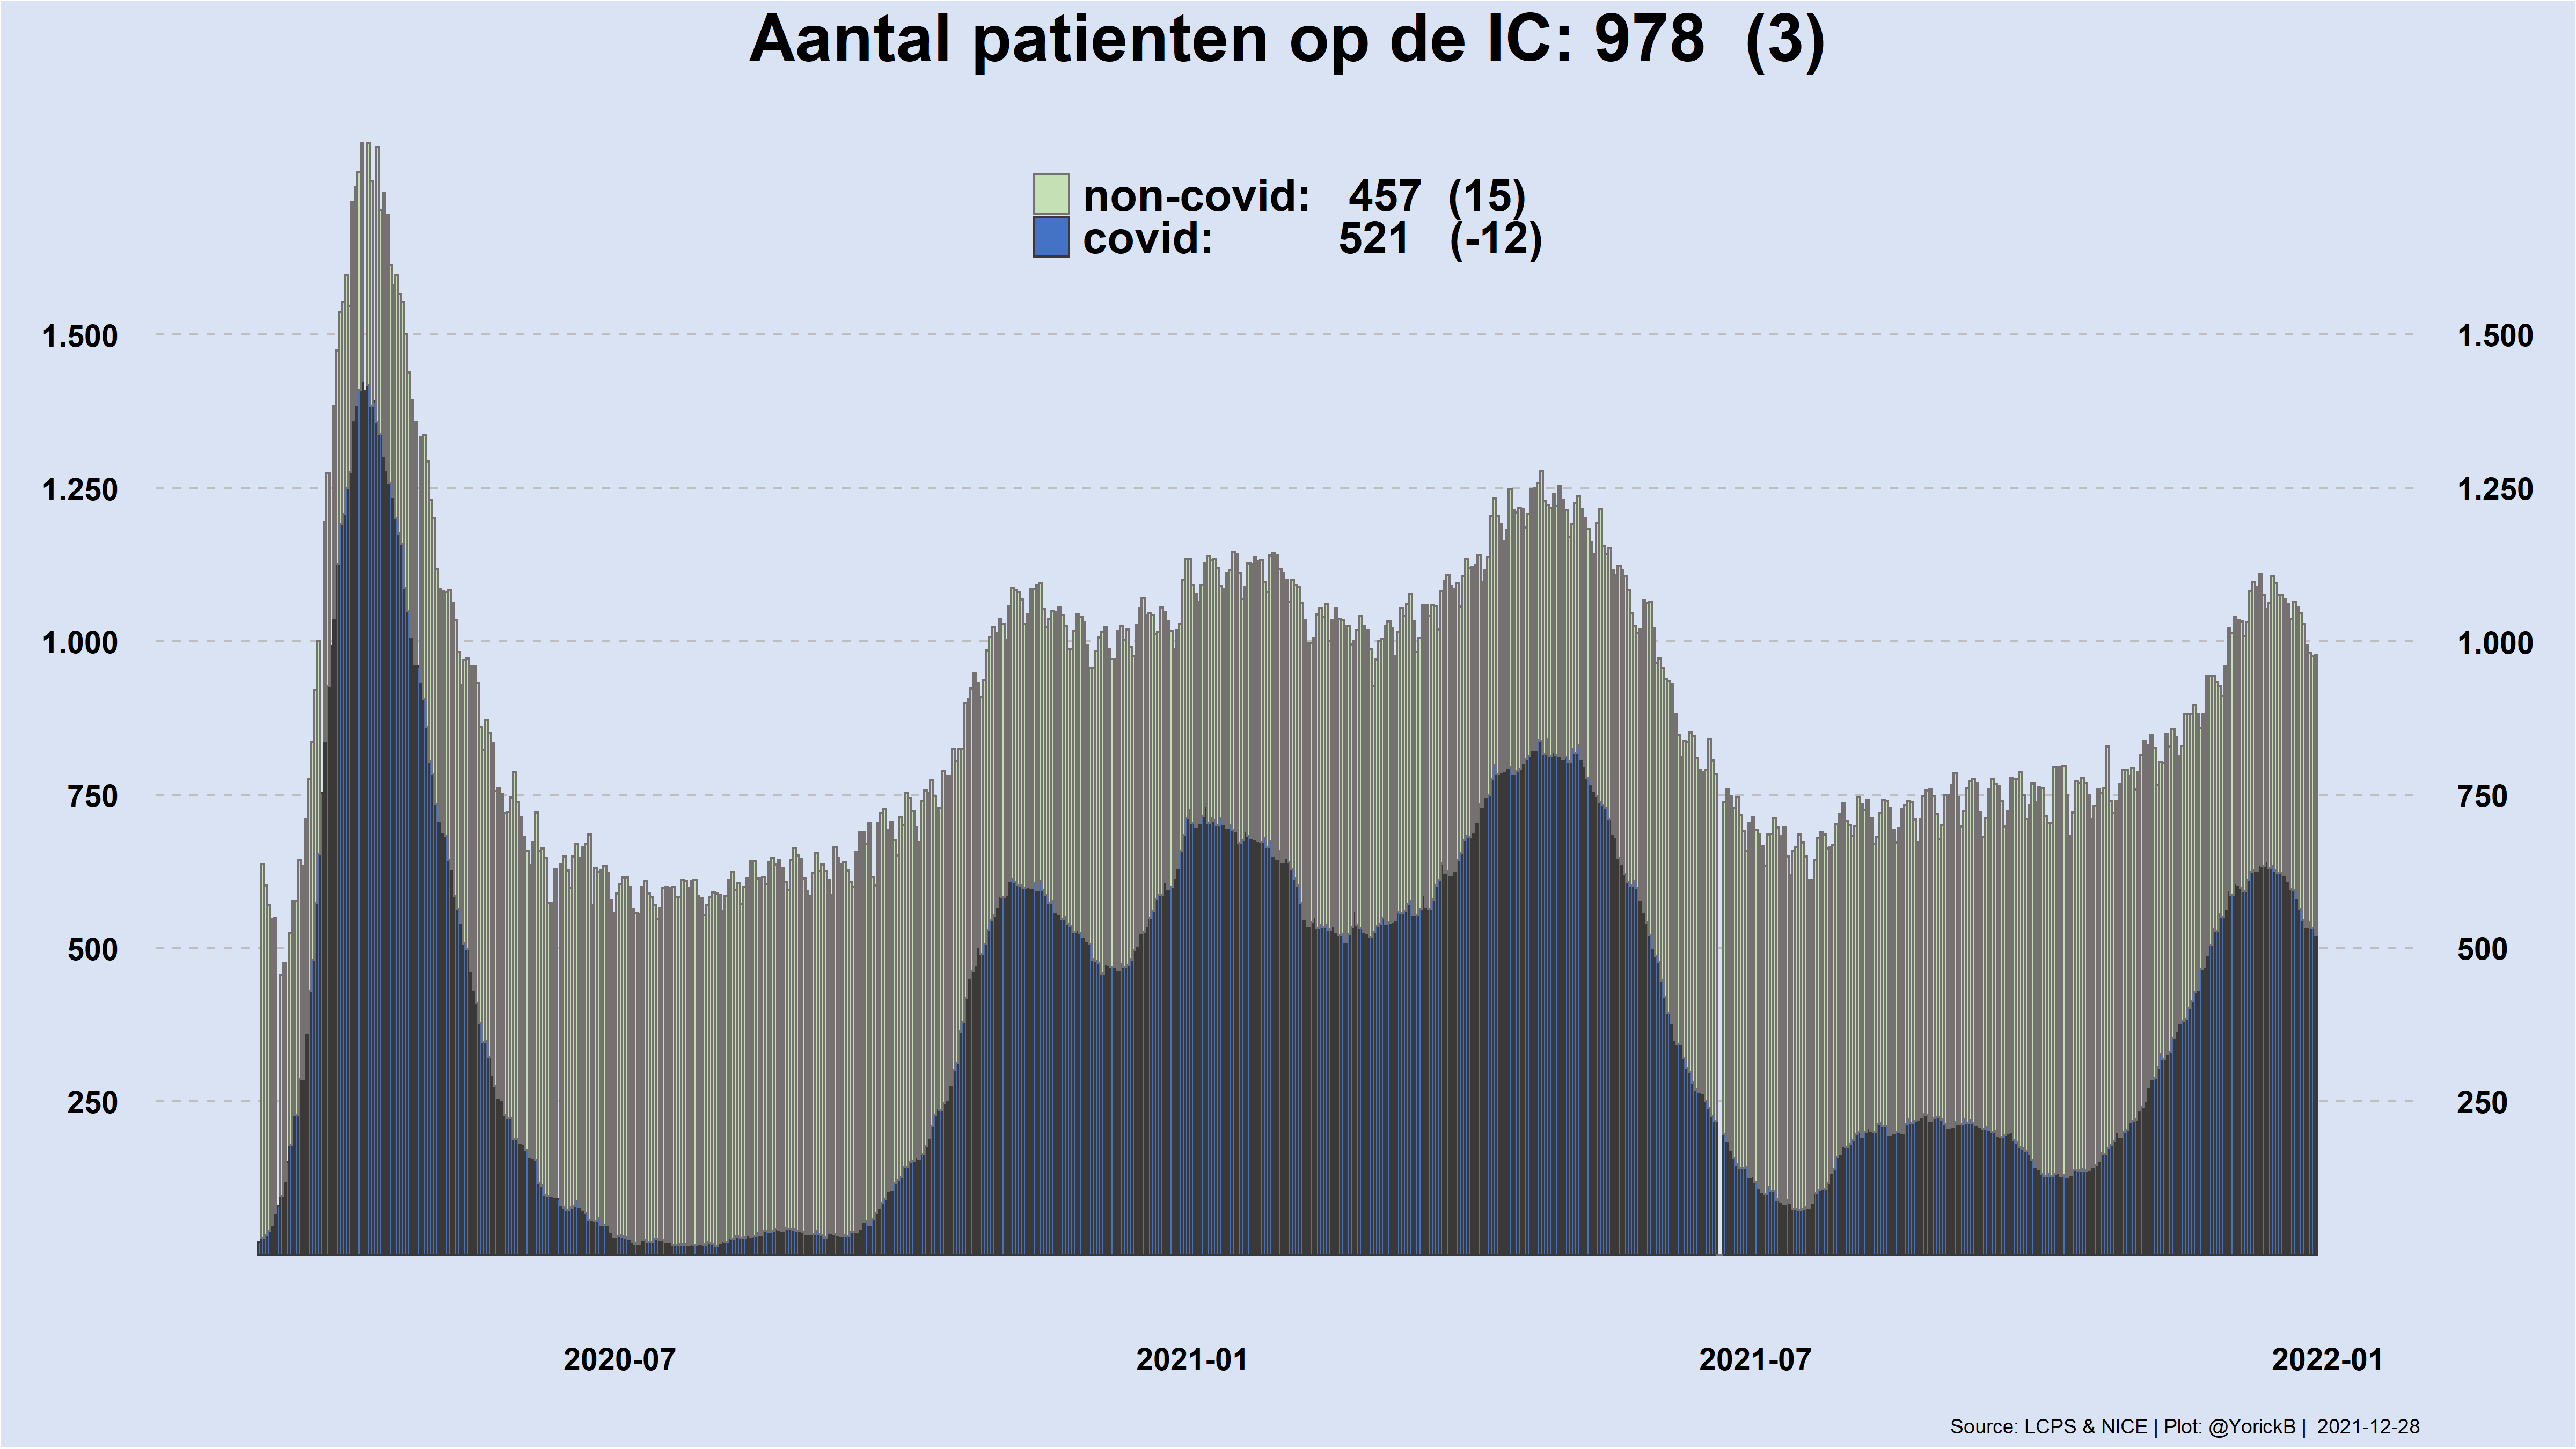 Aantal patienten op de IC: 978 (3)
non-covid: 457 (15)
covid: 521 (-12)
1.500 1.500
1.250 1.250
1.000 1.000
750 750
500 500
250 250
2020-07 2021-01 2021-07 2022-01
Source: LCPS & NICE | Plot: @YorickB | 2021-12-28